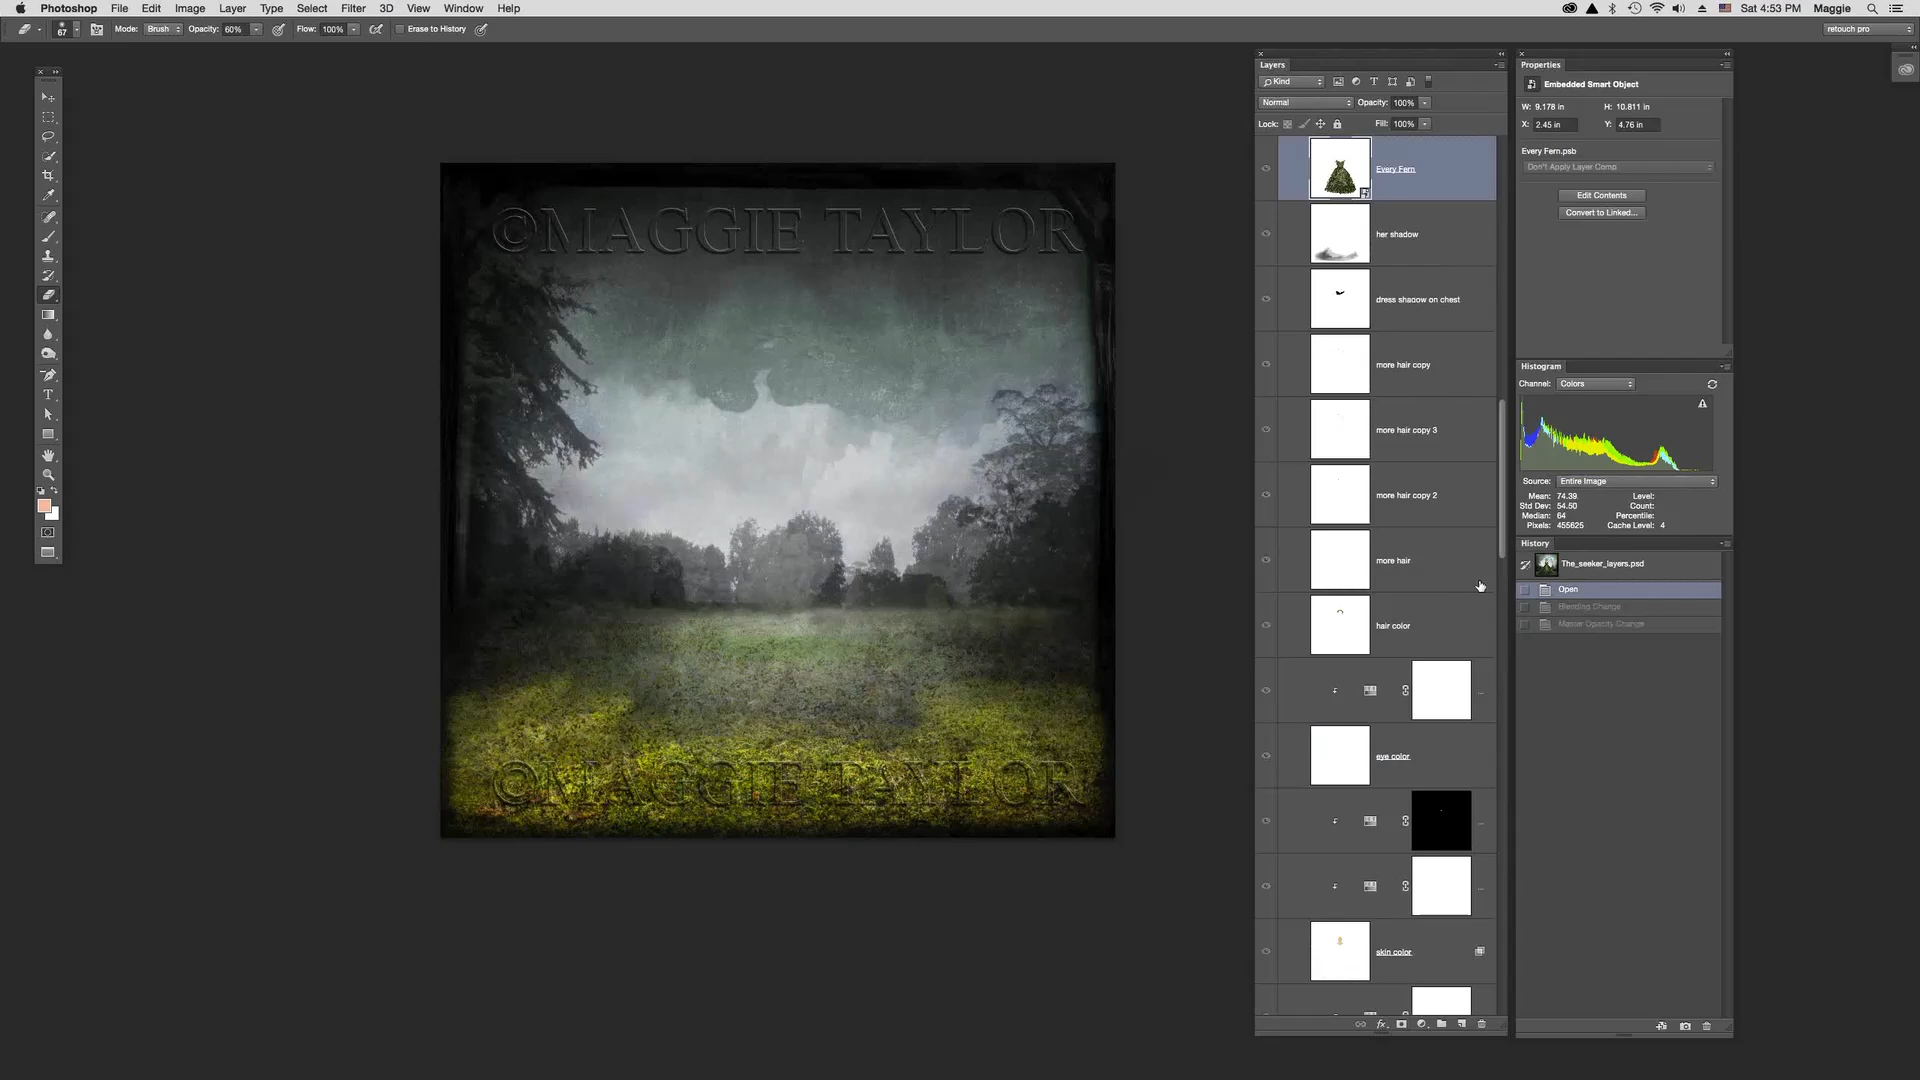 Photoshop File Edit Image Layer Type Select Filter 3D View Window Help
Sat 4:53 PM Maggie
67 Mode: Brush Opacity: 60% Flow: 100% Erase to History
retouch pro
Layers
Kind
Normal Opacity: 100%
Lock: Fill: 100%
Every Fern
her shadow
dress shadow on chest
more hair copy
more hair copy 3
more hair copy 2
more hair
hair color
...
eye color
...
...
skin color
fx
Properties
Embedded Smart Object
W: 9.178 in H: 10.811 in
X: 2.45 in Y: 4.76 in
Every Fern.psb
Don't Apply Layer Comp
Edit Contents
Convert to Linked...
Histogram
Channel: Colors
Source: Entire Image
Mean: 74.39 Level:
Std Dev: 54.50 Count:
Median: 64 Percentile:
Pixels: 455625 Cache Level: 4
History
The_seeker_layers.psd
Open
Blending Change
Master Opacity Change
©MAGGIE TAYLOR
©MAGGIE TAYLOR